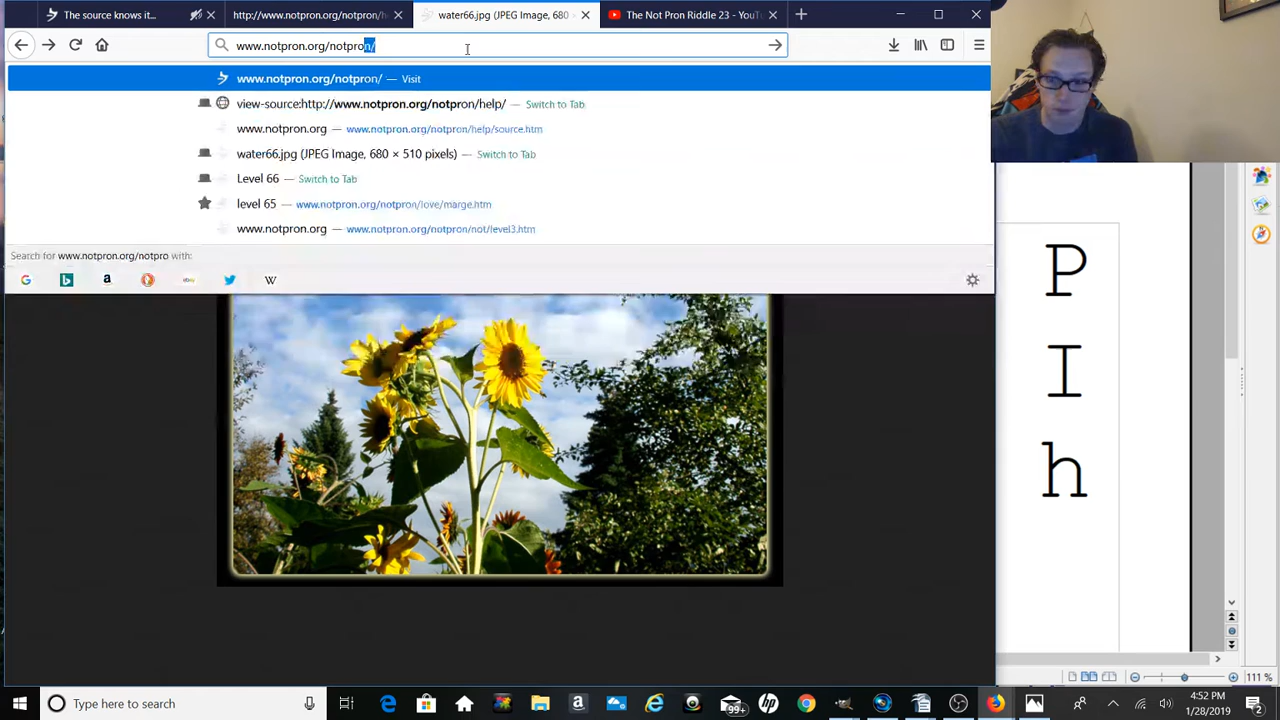 The source knows it...
http://www.notpron.org/notpron/h
water66.jpg (JPEG Image, 680
The Not Pron Riddle 23 - YouT
www.notpron.org/notpron/
www.notpron.org/notpron/ — Visit
view-source:http://www.notpron.org/notpron/help/ — Switch to Tab
www.notpron.org — www.notpron.org/notpron/help/source.htm
water66.jpg (JPEG Image, 680 × 510 pixels) — Switch to Tab
Level 66 — Switch to Tab
level 65 — www.notpron.org/notpron/love/marge.htm
www.notpron.org — www.notpron.org/notpron/not/level3.htm
Search for www.notpron.org/notpro with:
P
I
h
111 %
Type here to search
99+
4:52 PM
1/28/2019
2